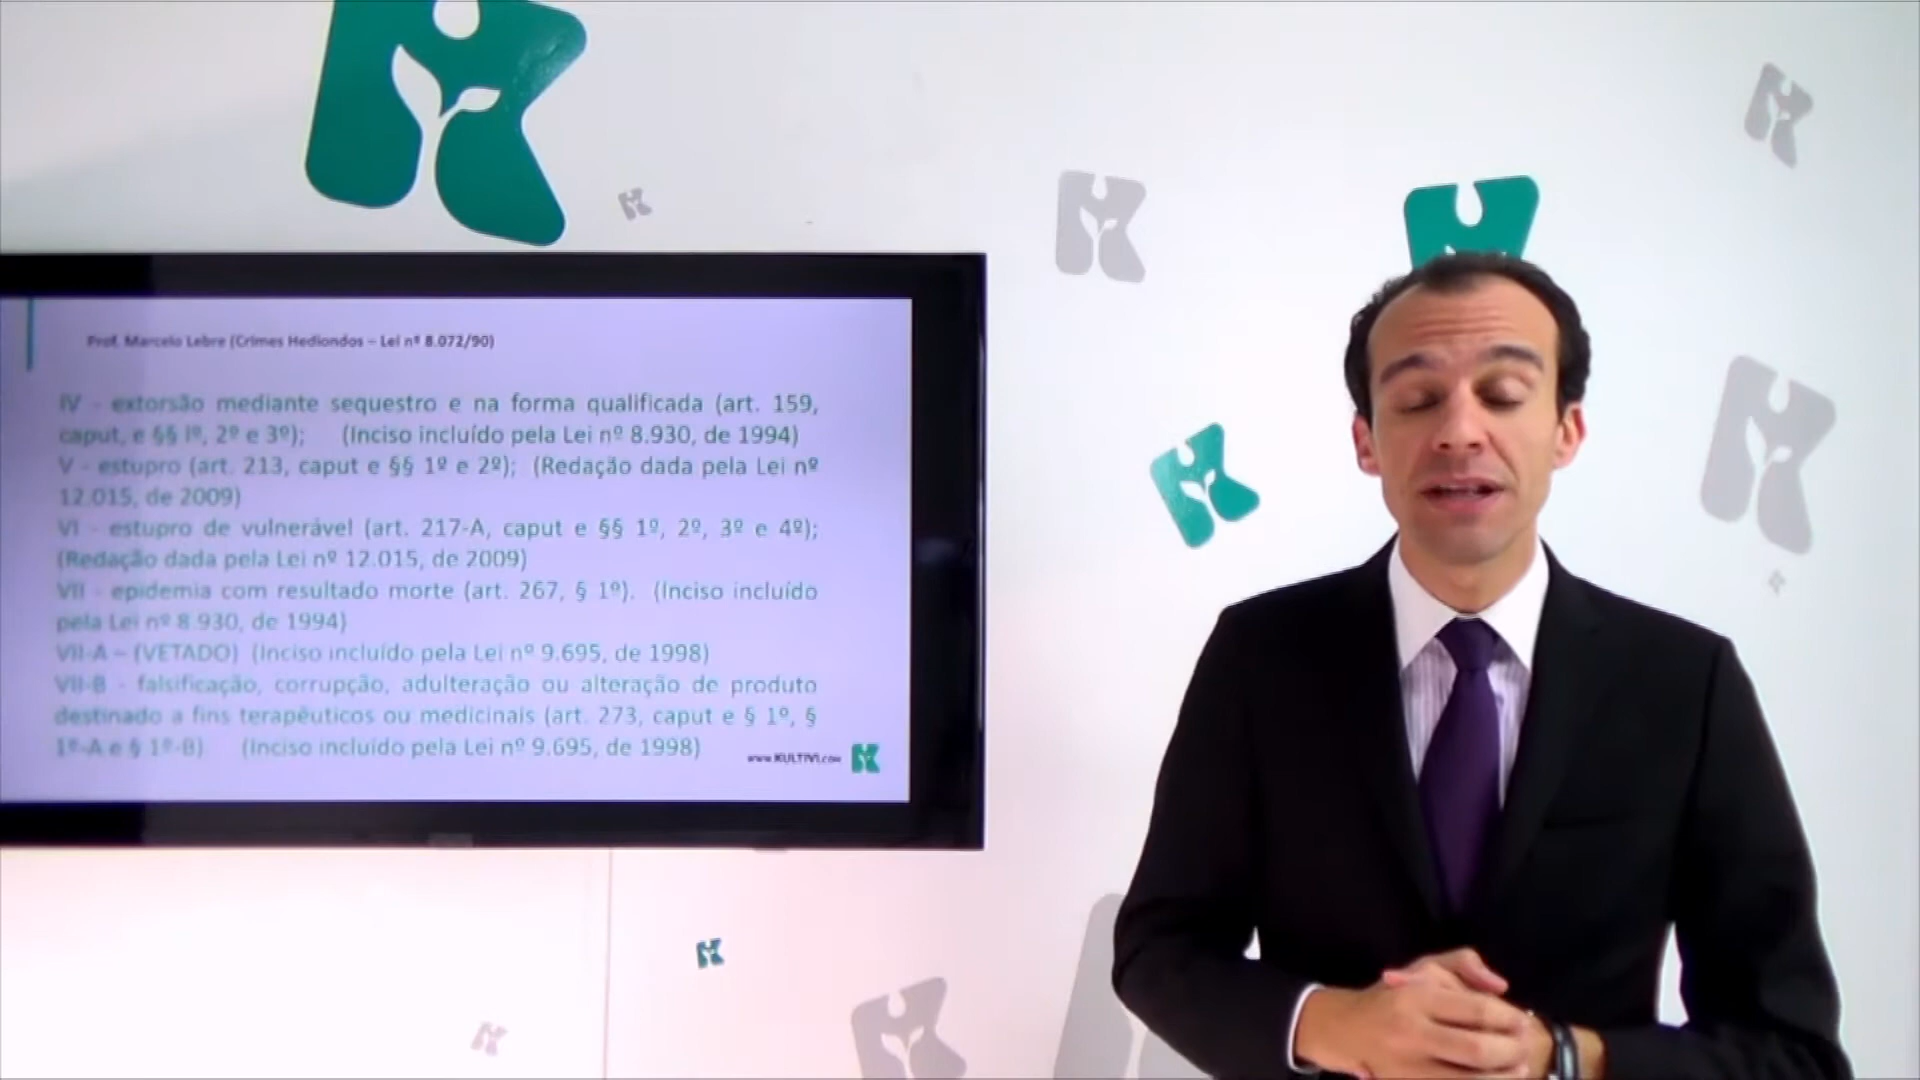 Prof. Marcelo Lebre (Crimes Hediondos – Lei nº 8.072/90)
IV - extorsão mediante sequestro e na forma qualificada (art. 159,
caput, e §§ lº, 2º e 3º); (Inciso incluído pela Lei nº 8.930, de 1994)
V - estupro (art. 213, caput e §§ 1º e 2º); (Redação dada pela Lei nº
12.015, de 2009)
VI - estupro de vulnerável (art. 217-A, caput e §§ 1º, 2º, 3º e 4º);
(Redação dada pela Lei nº 12.015, de 2009)
VII - epidemia com resultado morte (art. 267, § 1º). (Inciso incluído
pela Lei nº 8.930, de 1994)
VII-A – (VETADO) (Inciso incluído pela Lei nº 9.695, de 1998)
VII-B - falsificação, corrupção, adulteração ou alteração de produto
destinado a fins terapêuticos ou medicinais (art. 273, caput e § 1º, §
1º-A e § 1º-B) (Inciso incluído pela Lei nº 9.695, de 1998)
www.KULTIVI.com